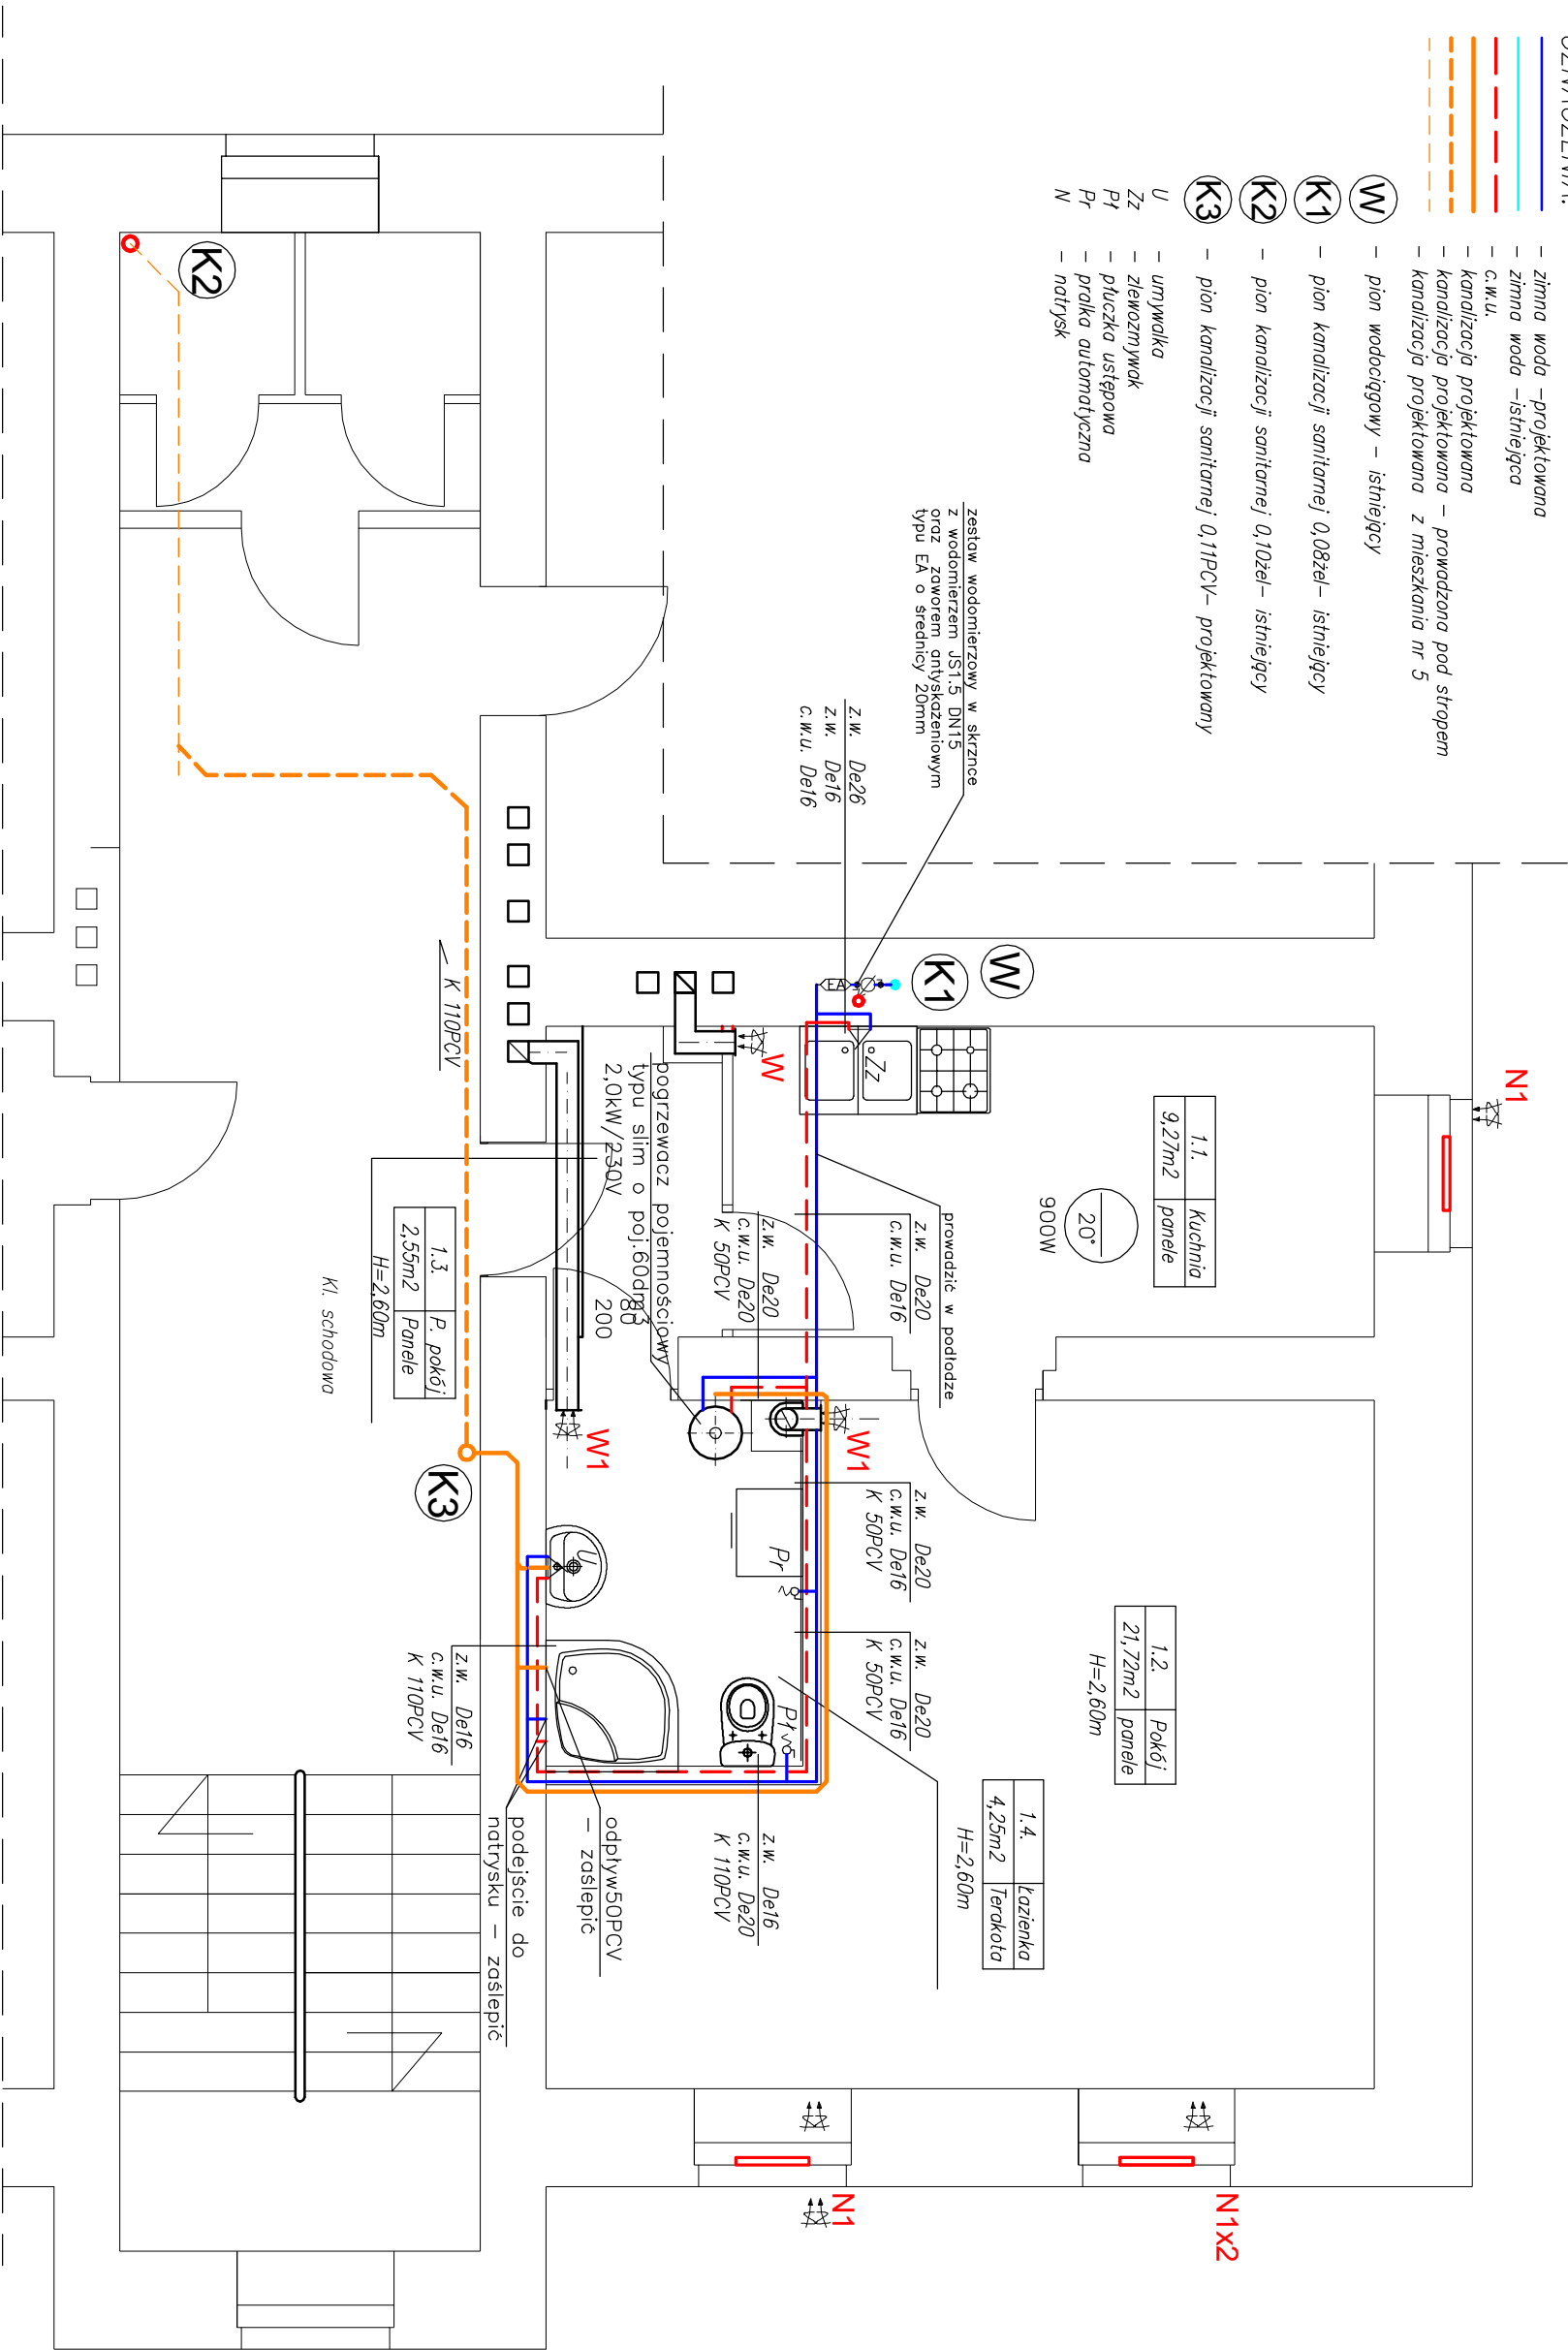 OZNACZENIA:
- zimna woda -projektowana
- zimna woda -istniejąca
- c.w.u.
- kanalizacja projektowana
- kanalizacja projektowana - prowadzona pod stropem
- kanalizacja projektowana z mieszkania nr 5
W - pion wodociągowy - istniejący
K1 - pion kanalizacji sanitarnej 0,08żel- istniejący
K2 - pion kanalizacji sanitarnej 0,10żel- istniejący
K3 - pion kanalizacji sanitarnej 0,11PCV- projektowany
U - umywalka
Zz - zlewozmywak
Pł - płuczka ustępowa
Pr - pralka automatyczna
N - natrysk
zestaw wodomierzowy w skrznce
z wodomierzem JS1.5 DN15
oraz zaworem antyskażeniowym
typu EA o średnicy 20mm
z.w. De26
z.w. De16
c.w.u. De16
N1
W
K1
EA
Zz
W
1.1. Kuchnia
9,27m2 panele
20°
900W
prowadzić w podłodze
z.w. De20
c.w.u. De16
z.w. De20
c.w.u. De20
K 50PCV
pogrzewacz pojemnościowy
typu slim o poj.60dm3
2,0kW/230V
80
200
K2
K 110PCV
1.3. P. pokój
2,55m2 Panele
H=2,60m
Kl. schodowa
K3
W1
W1
z.w. De20
c.w.u. De16
K 50PCV
z.w. De20
c.w.u. De16
K 50PCV
Pr
U
Pł
1.2. Pokój
21,72m2 panele
H=2,60m
1.4. Łazienka
4,25m2 Terakota
H=2,60m
z.w. De16
c.w.u. De16
K 110PCV
z.w. De16
c.w.u. De20
K 110PCV
odpływ50PCV
- zaślepić
podejście do
natrysku - zaślepić
N1x2
N1